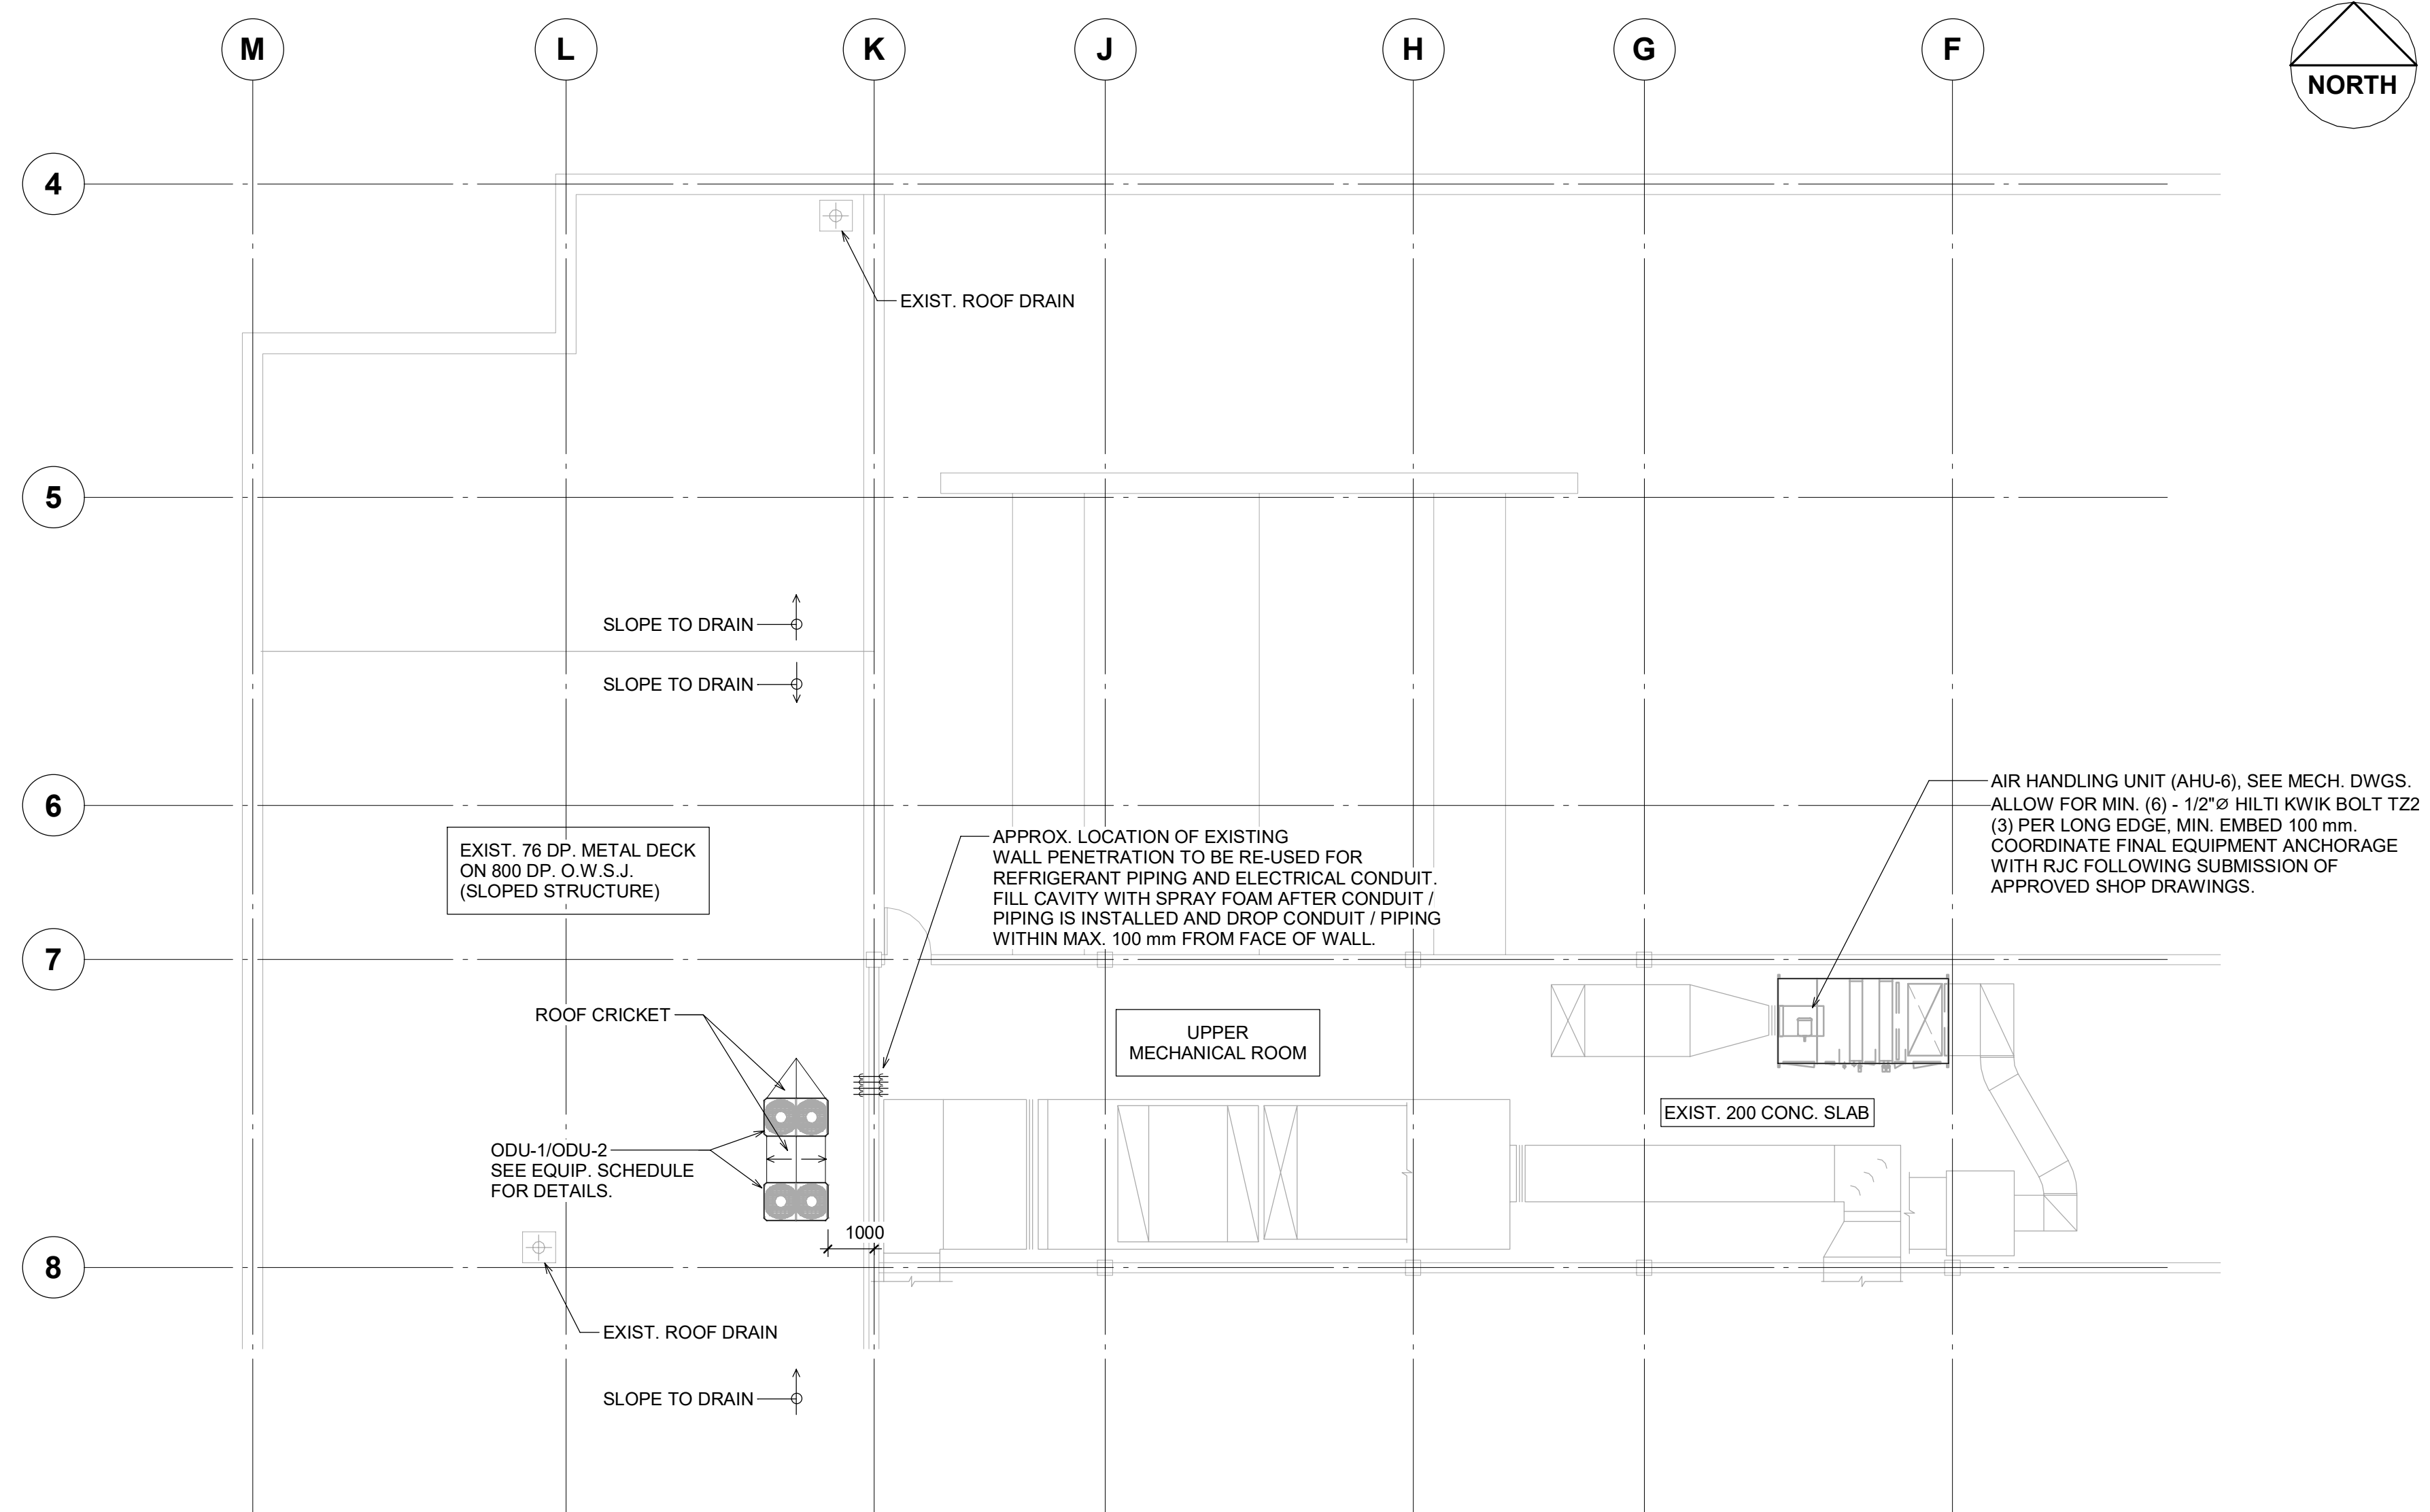 M
L
K
J
H
G
F
NORTH
4
EXIST. ROOF DRAIN
5
SLOPE TO DRAIN
SLOPE TO DRAIN
6
AIR HANDLING UNIT (AHU-6), SEE MECH. DWGS.
ALLOW FOR MIN. (6) - 1/2"Ø HILTI KWIK BOLT TZ2
(3) PER LONG EDGE, MIN. EMBED 100 mm.
COORDINATE FINAL EQUIPMENT ANCHORAGE
WITH RJC FOLLOWING SUBMISSION OF
APPROVED SHOP DRAWINGS.
EXIST. 76 DP. METAL DECK
ON 800 DP. O.W.S.J.
(SLOPED STRUCTURE)
APPROX. LOCATION OF EXISTING
WALL PENETRATION TO BE RE-USED FOR
REFRIGERANT PIPING AND ELECTRICAL CONDUIT.
FILL CAVITY WITH SPRAY FOAM AFTER CONDUIT /
PIPING IS INSTALLED AND DROP CONDUIT / PIPING
WITHIN MAX. 100 mm FROM FACE OF WALL.
7
ROOF CRICKET
UPPER
MECHANICAL ROOM
EXIST. 200 CONC. SLAB
ODU-1/ODU-2
SEE EQUIP. SCHEDULE
FOR DETAILS.
1000
8
EXIST. ROOF DRAIN
SLOPE TO DRAIN